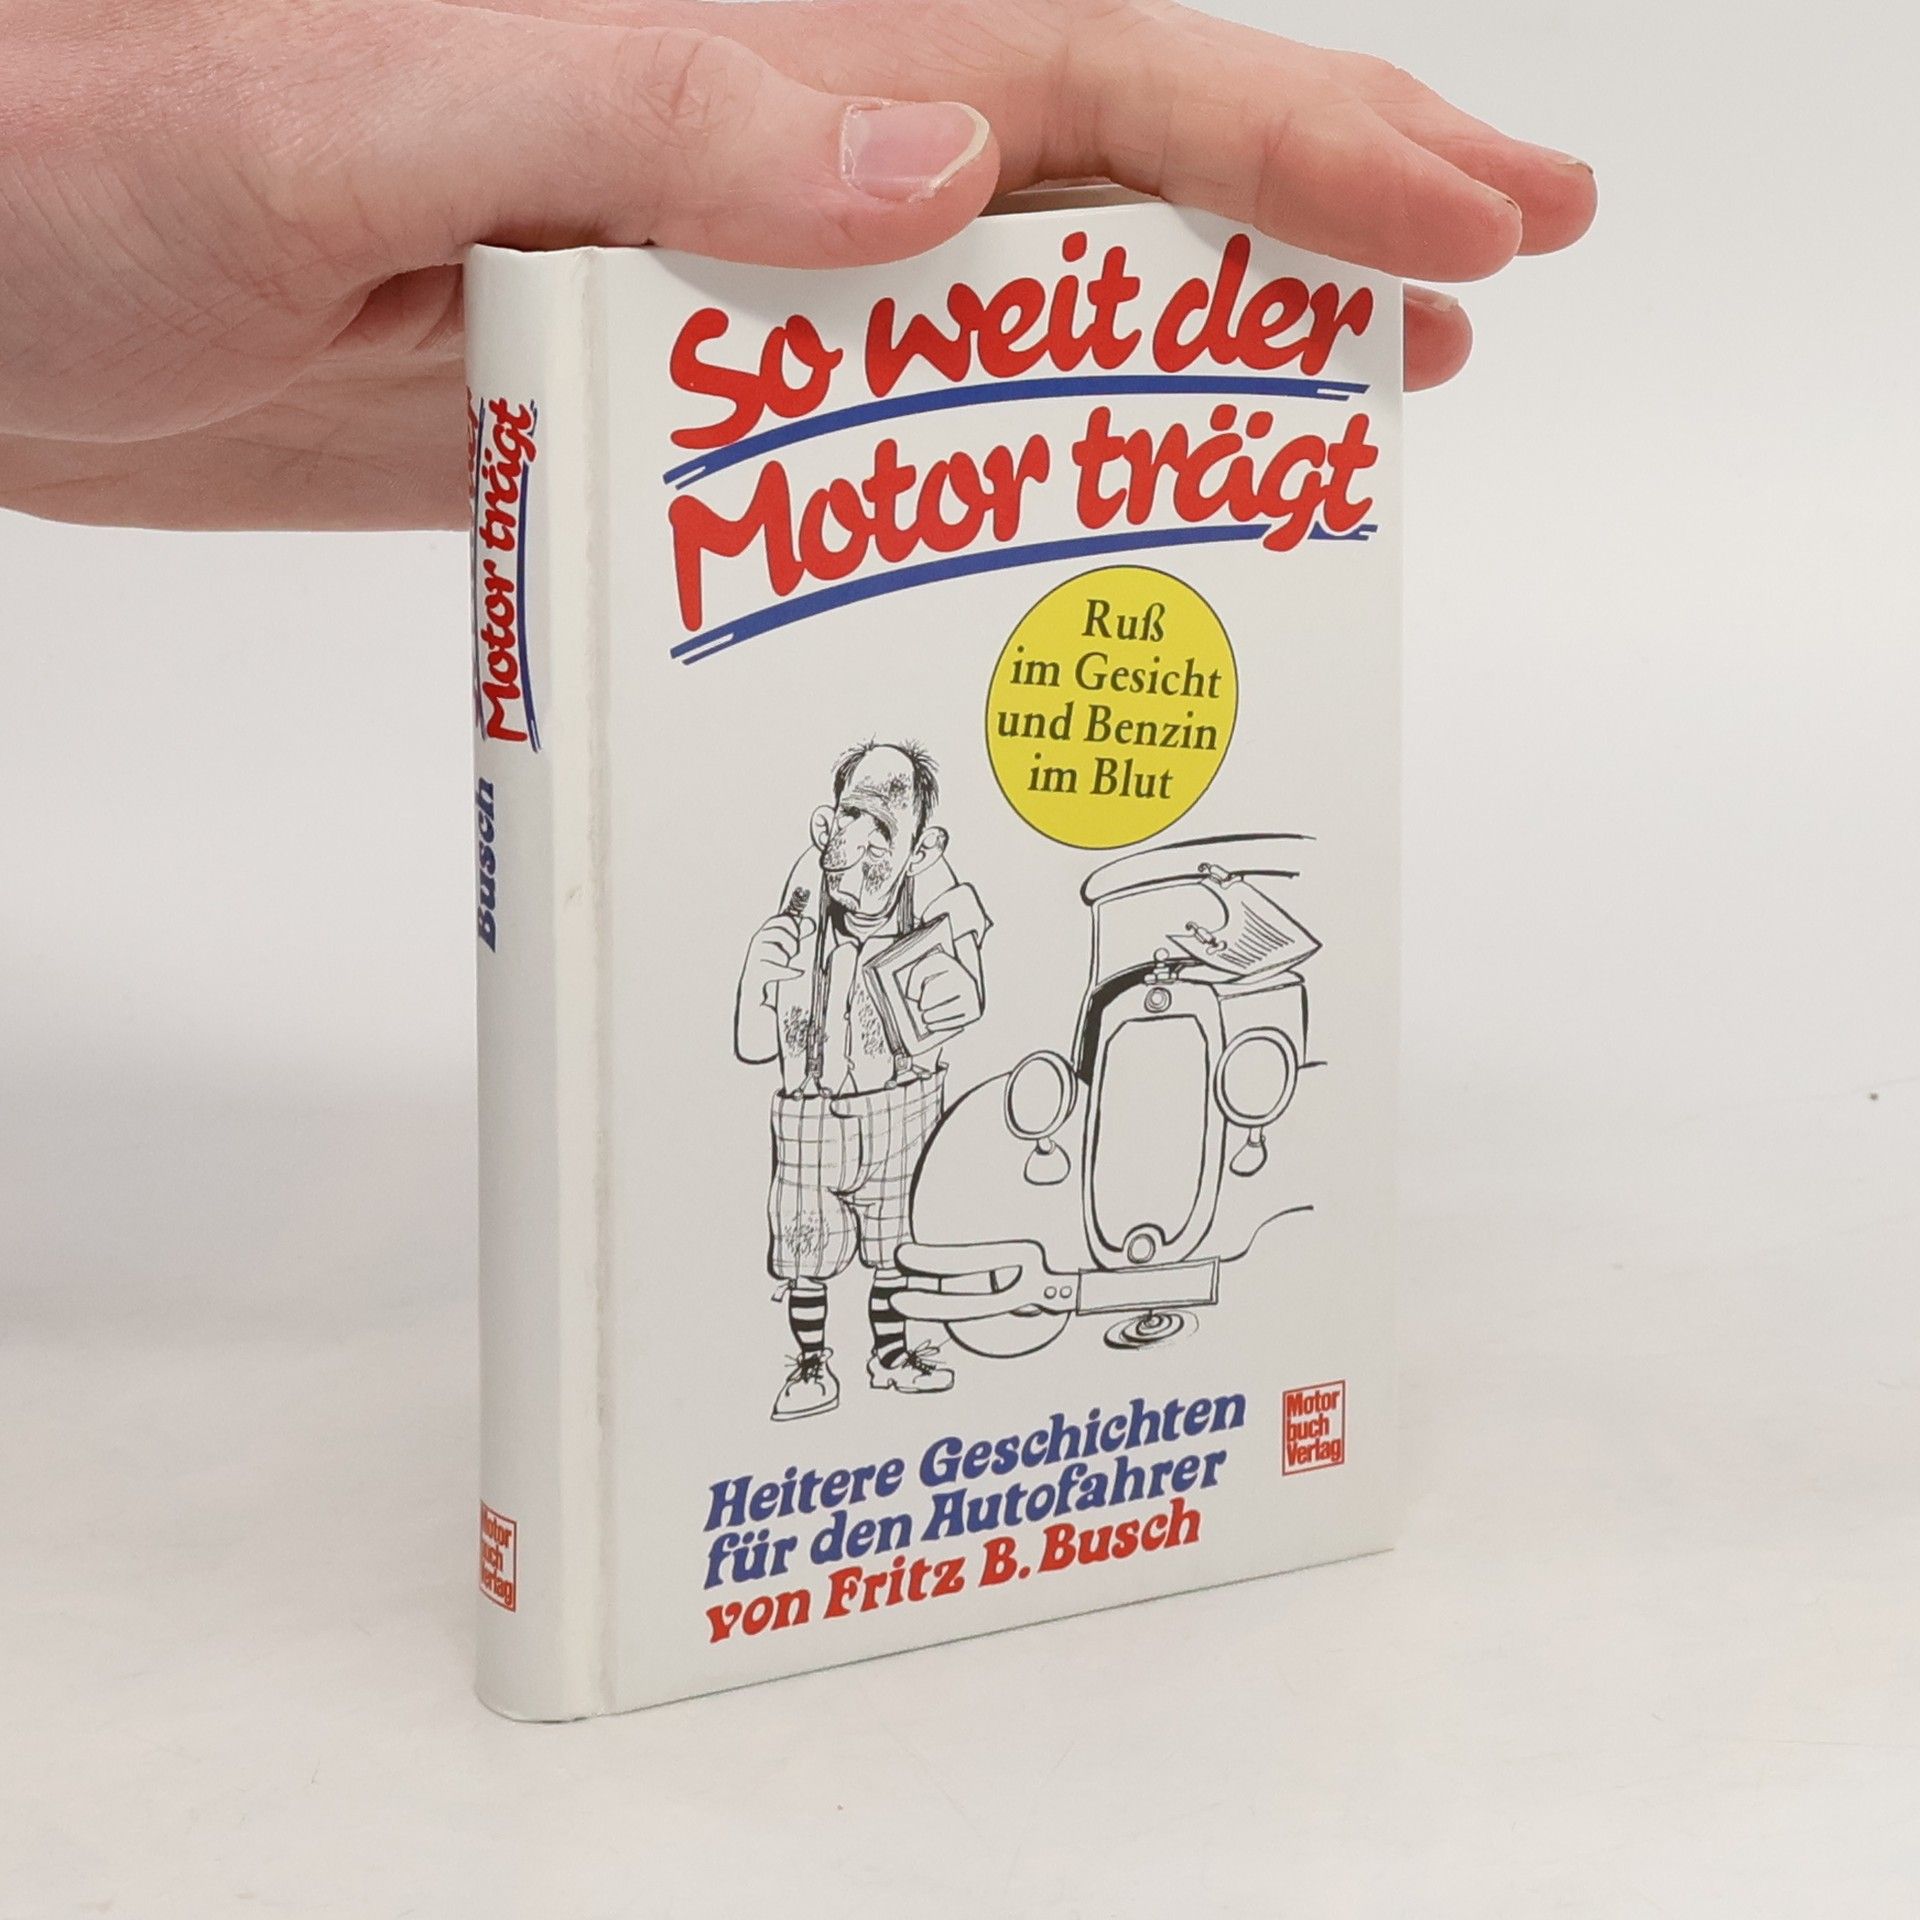 So weit der
Motor trägt
Ruß
im Gesicht
und Benzin
im Blut
Heitere Geschichten
für den Autofahrer
von Fritz B. Busch
Motor
buch
Verlag
Motor trägt
Busch
Motor
buch
Verlag